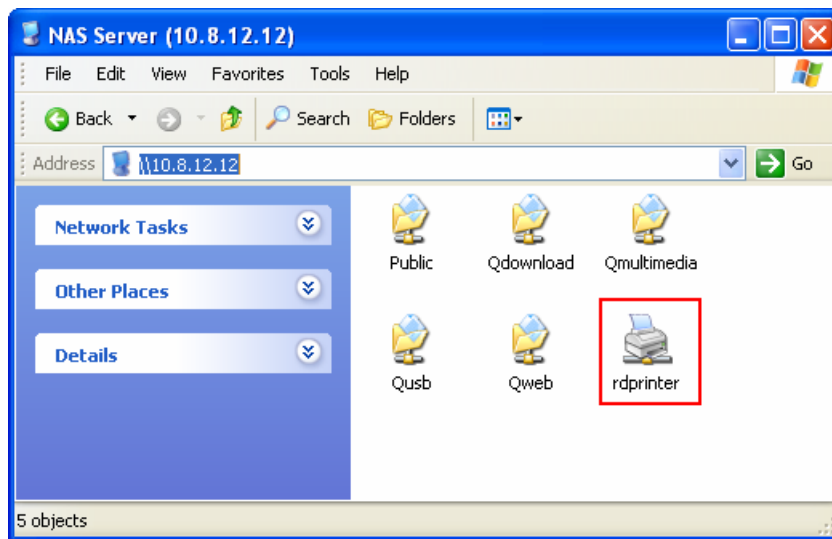 NAS Server (10.8.12.12)
File Edit View Favorites Tools Help
Back Search Folders
Address \\10.8.12.12 Go
Network Tasks
Other Places
Details
Public Qdownload Qmultimedia
Qusb Qweb rdprinter
5 objects